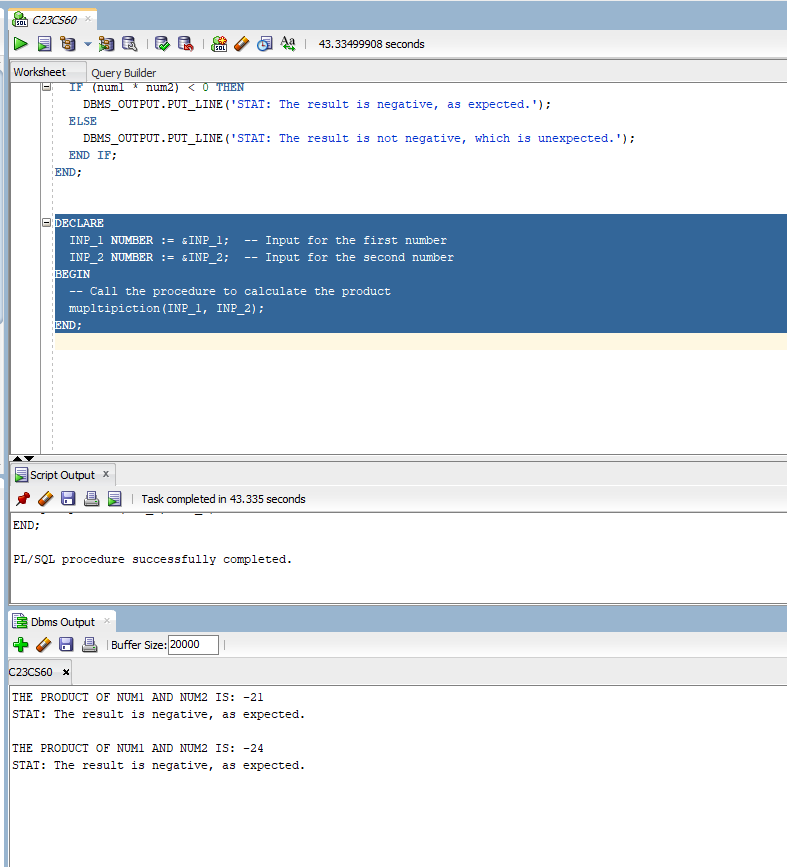 C23CS60
43.33499908 seconds
Worksheet Query Builder
IF (num1 * num2) < 0 THEN
DBMS_OUTPUT.PUT_LINE('STAT: The result is negative, as expected.');
ELSE
DBMS_OUTPUT.PUT_LINE('STAT: The result is not negative, which is unexpected.');
END IF;
END;
DECLARE
INP_1 NUMBER := &INP_1;  -- Input for the first number
INP_2 NUMBER := &INP_2;  -- Input for the second number
BEGIN
-- Call the procedure to calculate the product
mupltipiction(INP_1, INP_2);
END;
Script Output
Task completed in 43.335 seconds
END;
PL/SQL procedure successfully completed.
Dbms Output
Buffer Size: 20000
C23CS60
THE PRODUCT OF NUM1 AND NUM2 IS: -21
STAT: The result is negative, as expected.
THE PRODUCT OF NUM1 AND NUM2 IS: -24
STAT: The result is negative, as expected.